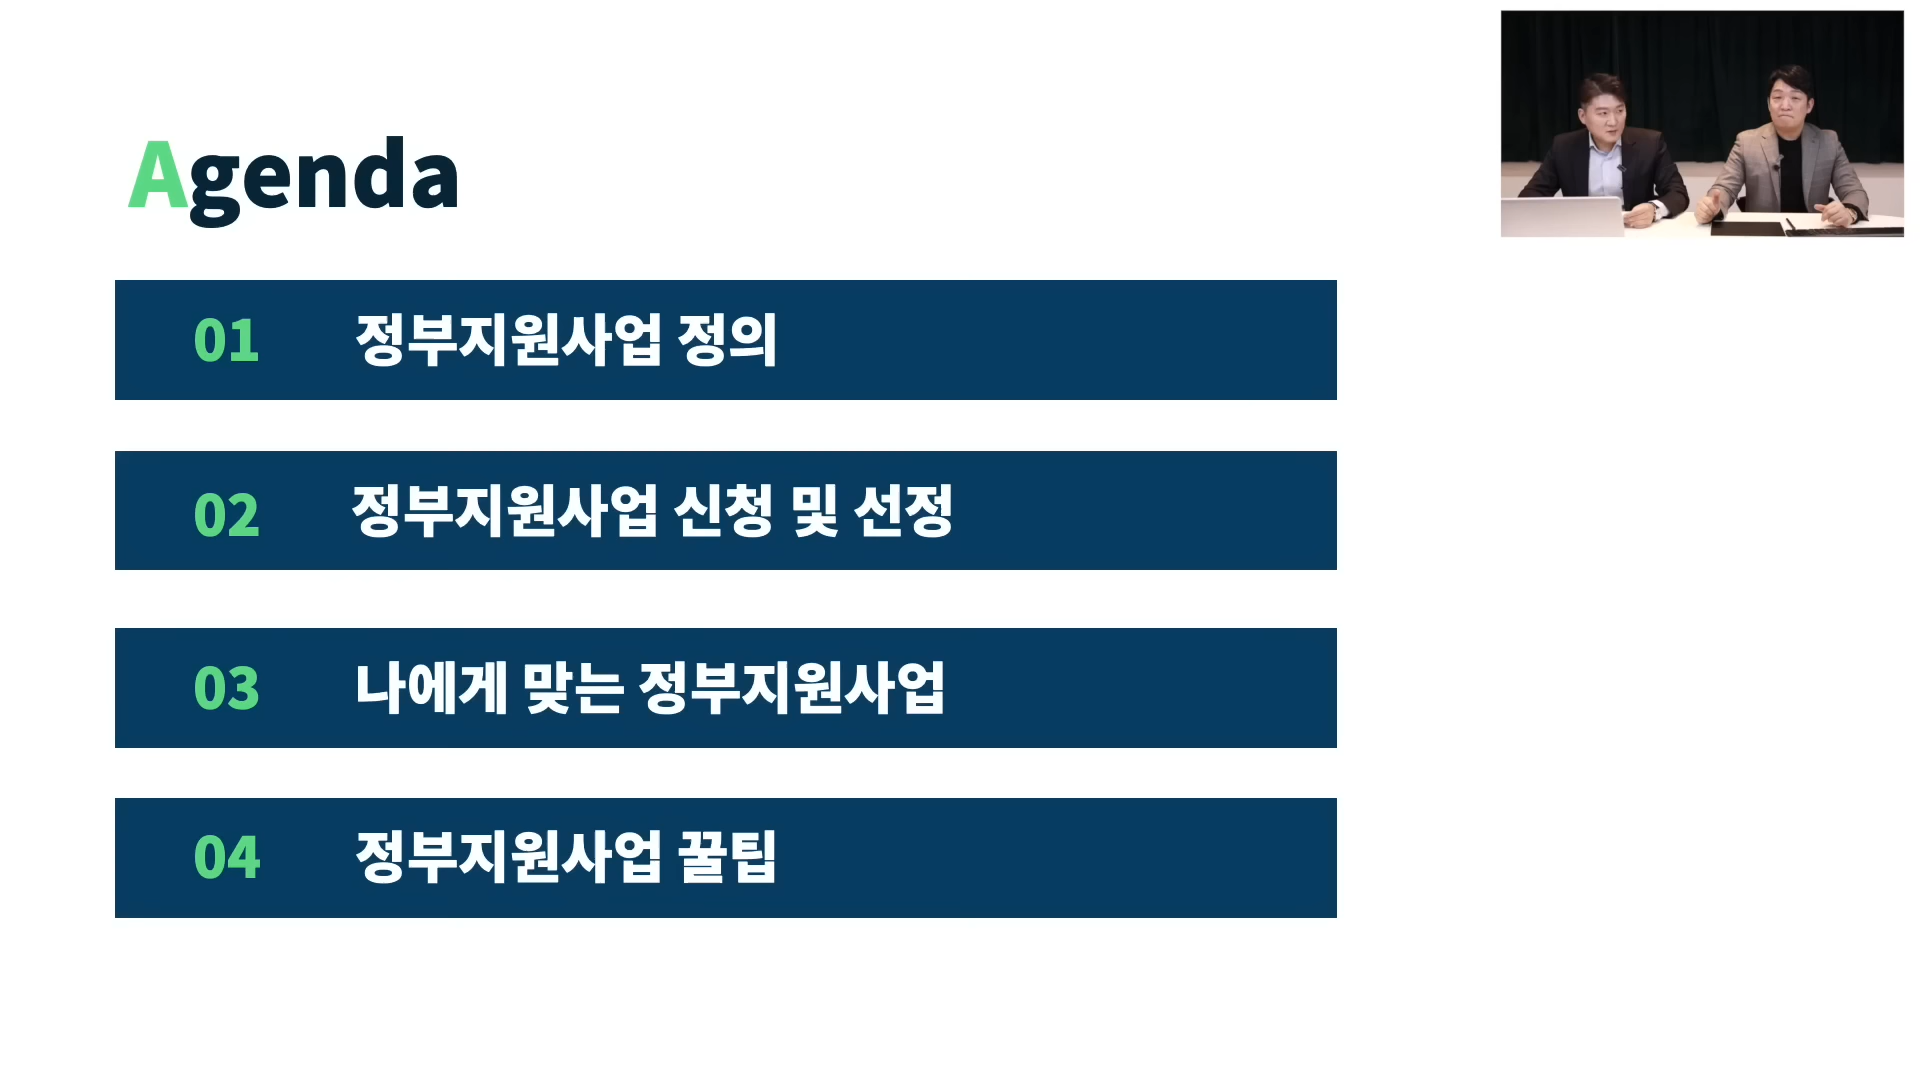 Agenda
01 정부지원사업 정의
02 정부지원사업 신청 및 선정
03 나에게 맞는 정부지원사업
04 정부지원사업 꿀팁